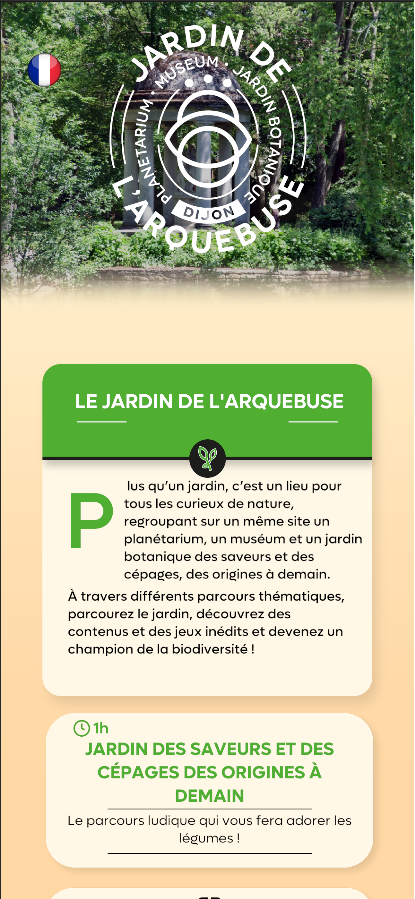 JARDIN DE
PLANETARIUM • MUSEUM • JARDIN BOTANIQUE
DIJON
L'ARQUEBUSE
LE JARDIN DE L'ARQUEBUSE
Plus qu’un jardin, c’est un lieu pour
tous les curieux de nature,
regroupant sur un même site un
planétarium, un muséum et un jardin
botanique des saveurs et des
cépages, des origines à demain.
À travers différents parcours thématiques,
parcourez le jardin, découvrez des
contenus et des jeux inédits et devenez un
champion de la biodiversité !
1h
JARDIN DES SAVEURS ET DES
CÉPAGES DES ORIGINES À
DEMAIN
Le parcours ludique qui vous fera adorer les
légumes !